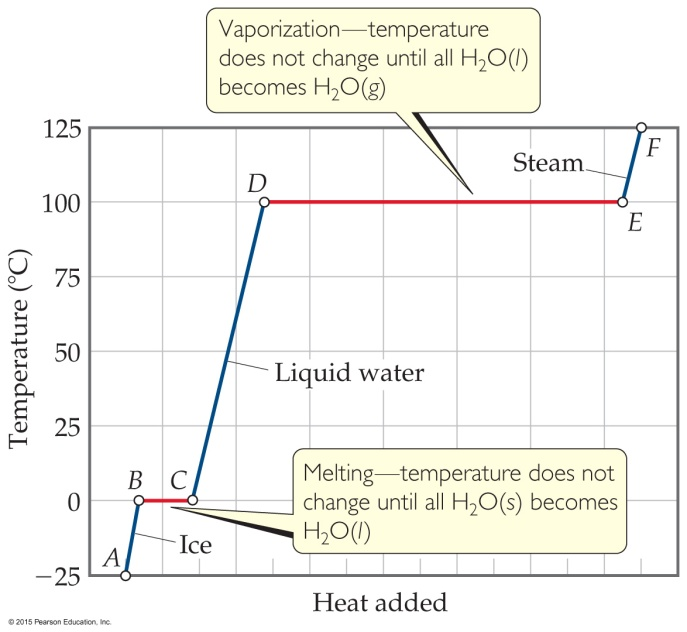 Vaporization—temperature
does not change until all H₂O(l)
becomes H₂O(g)
125
F
Steam
D
100
E
75
Temperature (°C)
50
Liquid water
25
Melting—temperature does not
change until all H₂O(s) becomes
H₂O(l)
B
C
0
Ice
A
−25
Heat added
© 2015 Pearson Education, Inc.